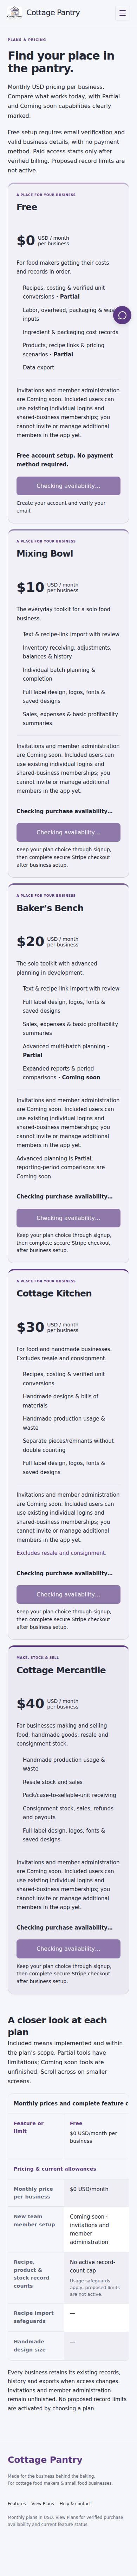 Cottage Pantry
PLANS & PRICING
Find your place in
the pantry.
Monthly USD pricing per business.
Compare what works today, with Partial
and Coming soon capabilities clearly
marked.
Free setup requires email verification and
valid business details, with no payment
method. Paid access starts only after
verified billing. Proposed record limits are
not active.
A PLACE FOR YOUR BUSINESS
Free
$0 USD / month
per business
For food makers getting their costs
and records in order.
Recipes, costing & verified unit
conversions · Partial
Labor, overhead, packaging & waste
inputs
Ingredient & packaging cost records
Products, recipe links & pricing
scenarios · Partial
Data export
Invitations and member administration
are Coming soon. Included users can
use existing individual logins and
shared-business memberships; you
cannot invite or manage additional
members in the app yet.
Free account setup. No payment
method required.
Checking availability…
Create your account and verify your
email.
A PLACE FOR YOUR BUSINESS
Mixing Bowl
$10 USD / month
per business
The everyday toolkit for a solo food
business.
Text & recipe-link import with review
Inventory receiving, adjustments,
balances & history
Individual batch planning &
completion
Full label design, logos, fonts &
saved designs
Sales, expenses & basic profitability
summaries
Invitations and member administration
are Coming soon. Included users can
use existing individual logins and
shared-business memberships; you
cannot invite or manage additional
members in the app yet.
Checking purchase availability…
Checking availability…
Keep your plan choice through signup,
then complete secure Stripe checkout
after business setup.
A PLACE FOR YOUR BUSINESS
Baker’s Bench
$20 USD / month
per business
The solo toolkit with advanced
planning in development.
Text & recipe-link import with review
Full label design, logos, fonts &
saved designs
Sales, expenses & basic profitability
summaries
Advanced multi-batch planning ·
Partial
Expanded reports & period
comparisons · Coming soon
Invitations and member administration
are Coming soon. Included users can
use existing individual logins and
shared-business memberships; you
cannot invite or manage additional
members in the app yet.
Advanced planning is Partial;
reporting-period comparisons are
Coming soon.
Checking purchase availability…
Checking availability…
Keep your plan choice through signup,
then complete secure Stripe checkout
after business setup.
A PLACE FOR YOUR BUSINESS
Cottage Kitchen
$30 USD / month
per business
For food and handmade businesses.
Excludes resale and consignment.
Recipes, costing & verified unit
conversions
Handmade designs & bills of
materials
Handmade production usage &
waste
Separate pieces/remnants without
double counting
Full label design, logos, fonts &
saved designs
Invitations and member administration
are Coming soon. Included users can
use existing individual logins and
shared-business memberships; you
cannot invite or manage additional
members in the app yet.
Excludes resale and consignment.
Checking purchase availability…
Checking availability…
Keep your plan choice through signup,
then complete secure Stripe checkout
after business setup.
MAKE, STOCK & SELL
Cottage Mercantile
$40 USD / month
per business
For businesses making and selling
food, handmade goods, resale and
consignment stock.
Handmade production usage &
waste
Resale stock and sales
Pack/case-to-sellable-unit receiving
Consignment stock, sales, refunds
and payouts
Full label design, logos, fonts &
saved designs
Invitations and member administration
are Coming soon. Included users can
use existing individual logins and
shared-business memberships; you
cannot invite or manage additional
members in the app yet.
Checking purchase availability…
Checking availability…
Keep your plan choice through signup,
then complete secure Stripe checkout
after business setup.
A closer look at each
plan
Included means implemented and within
the plan’s scope. Partial tools have
limitations; Coming soon tools are
unfinished. Scroll across on smaller
screens.
Monthly prices and complete feature c
Feature or
limit
Free
$0 USD/month per
business
Pricing & current allowances
Monthly price
per business
$0 USD/month
New team
member setup
Coming soon ·
invitations and
member
administration
Recipe,
product &
stock record
counts
No active record-
count cap
Usage safeguards
apply; proposed limits
are not active.
Recipe import
safeguards
—
Handmade
design size
—
Every business retains its existing records,
history and exports when access changes.
Invitations and member administration
remain unfinished. No proposed record limits
are activated by choosing a plan.
Cottage Pantry
Made for the business behind the baking.
For cottage food makers & small food businesses.
Features View Plans Help & contact
Monthly plans in USD. View Plans for verified purchase
availability and current feature status.